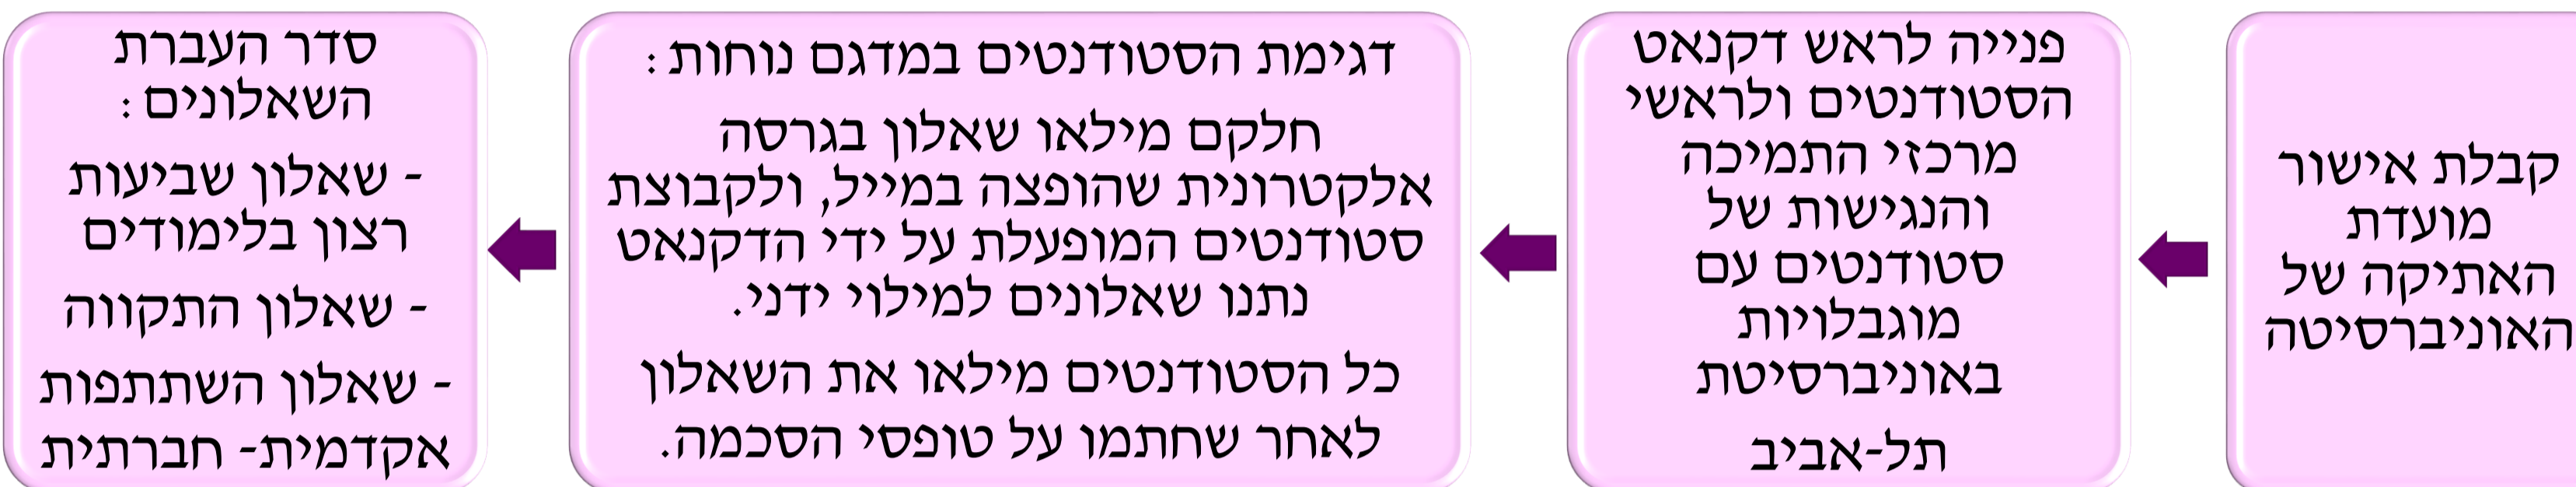 קבלת אישור
מועדת
האתיקה של
האוניברסיטה
פנייה לראש דקנאט
הסטודנטים ולראשי
מרכזי התמיכה
והנגישות של
סטודנטים עם
מוגבלויות
באוניברסיטת
תל-אביב
דגימת הסטודנטים במדגם נוחות:
חלקם מילאו שאלון בגרסה
אלקטרונית שהופצה במייל, ולקבוצת
סטודנטים המופעלת על ידי הדקנאט
נתנו שאלונים למילוי ידני.
כל הסטודנטים מילאו את השאלון
לאחר שחתמו על טופסי הסכמה.
סדר העברת
השאלונים:
- שאלון שביעות
רצון בלימודים
- שאלון התקווה
- שאלון השתתפות
אקדמית- חברתית